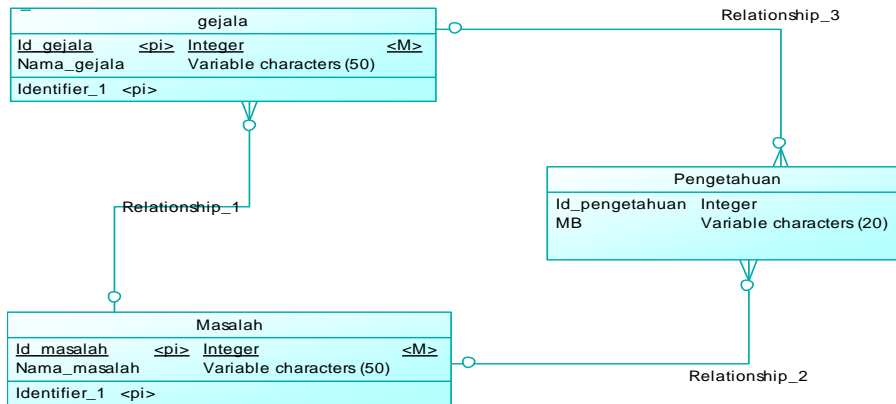 gejala
Id_gejala <pi> Integer <M>
Nama_gejala Variable characters (50)
Identifier_1 <pi>
Relationship_3
Pengetahuan
Id_pengetahuan Integer
MB Variable characters (20)
Relationship_1
Masalah
Id_masalah <pi> Integer <M>
Nama_masalah Variable characters (50)
Identifier_1 <pi>
Relationship_2